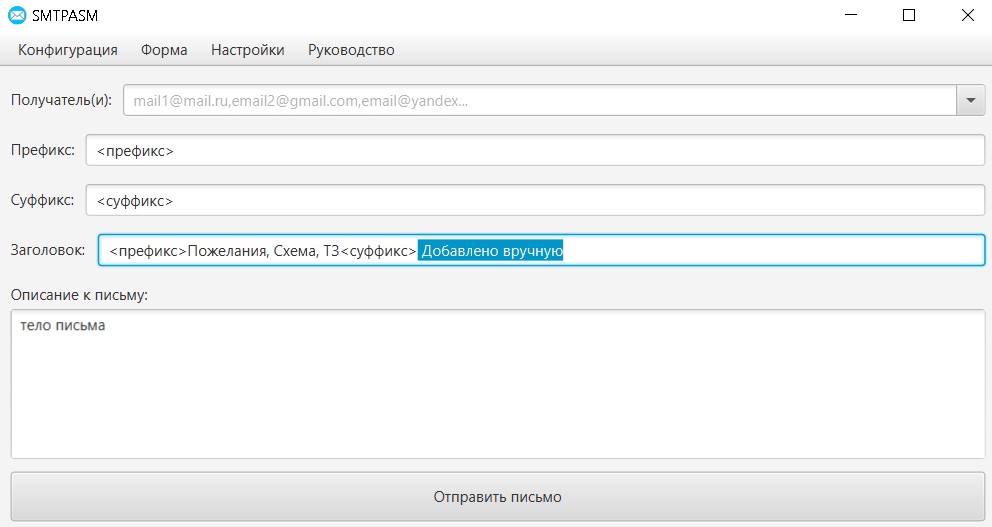 SMTPASM
Конфигурация Форма Настройки Руководство
Получатель(и): mail1@mail.ru,email2@gmail.com,email@yandex...
Префикс: <префикс>
Суффикс: <суффикс>
Заголовок: <префикс>Пожелания, Схема, ТЗ<суффикс> Добавлено вручную
Описание к письму:
тело письма
Отправить письмо